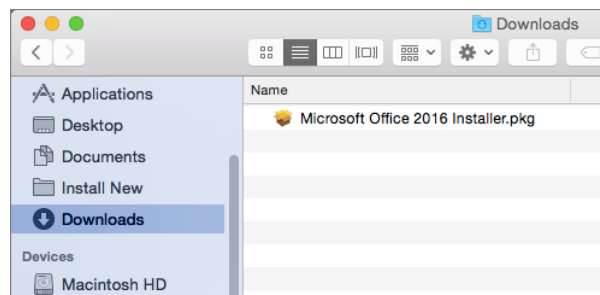 Downloads
Name
Applications
Microsoft Office 2016 Installer.pkg
Desktop
Documents
Install New
Downloads
Devices
Macintosh HD